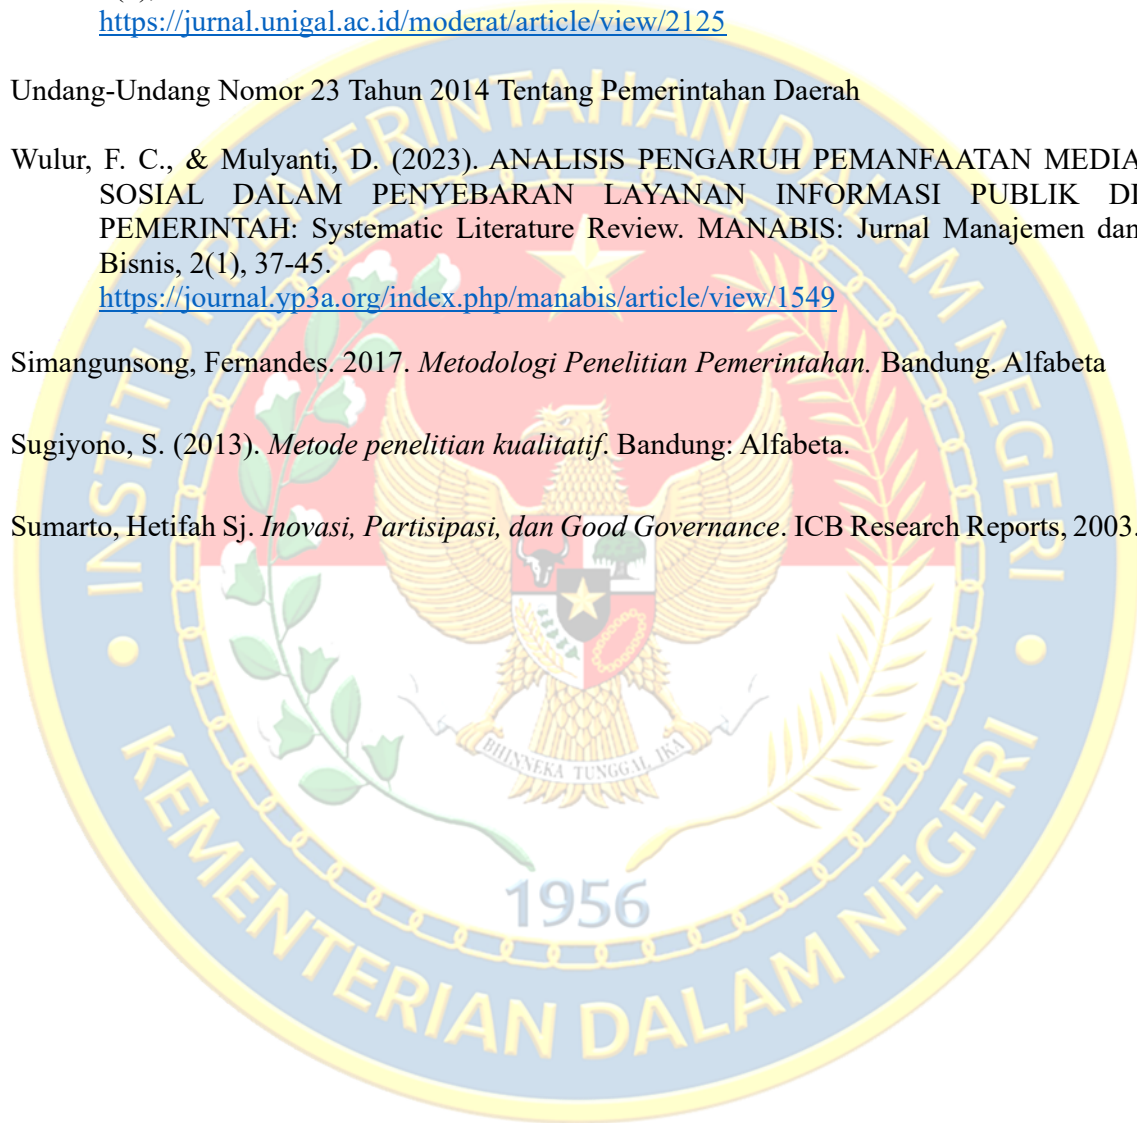 https://jurnal.unigal.ac.id/moderat/article/view/2125
Undang-Undang Nomor 23 Tahun 2014 Tentang Pemerintahan Daerah
Wulur, F. C., & Mulyanti, D. (2023). ANALISIS PENGARUH PEMANFAATAN MEDIA
SOSIAL DALAM PENYEBARAN LAYANAN INFORMASI PUBLIK DI
PEMERINTAH: Systematic Literature Review. MANABIS: Jurnal Manajemen dan
Bisnis, 2(1), 37-45.
https://journal.yp3a.org/index.php/manabis/article/view/1549
Simangunsong, Fernandes. 2017. Metodologi Penelitian Pemerintahan. Bandung. Alfabeta
Sugiyono, S. (2013). Metode penelitian kualitatif. Bandung: Alfabeta.
Sumarto, Hetifah Sj. Inovasi, Partisipasi, dan Good Governance. ICB Research Reports, 2003.
INSTITUT PEMERINTAHAN DALAM NEGERI
BHINNEKA TUNGGAL IKA
1956
KEMENTERIAN DALAM NEGERI